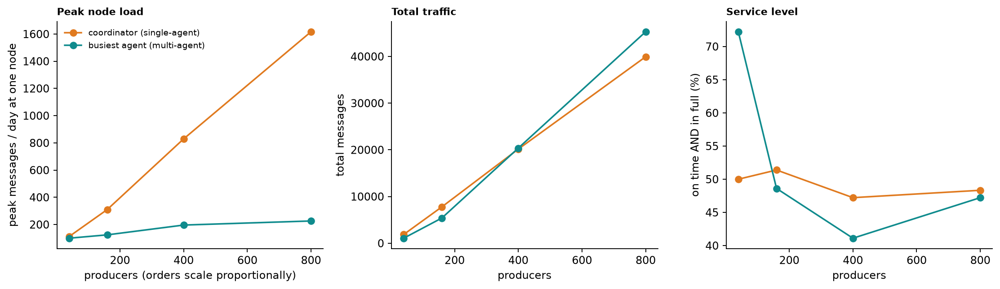 Peak node load
coordinator (single-agent)
busiest agent (multi-agent)
peak messages / day at one node
1600
1400
1200
1000
800
600
400
200
200 400 600 800
producers (orders scale proportionally)
Total traffic
total messages
40000
30000
20000
10000
0
200 400 600 800
producers
Service level
on time AND in full (%)
70
65
60
55
50
45
40
200 400 600 800
producers